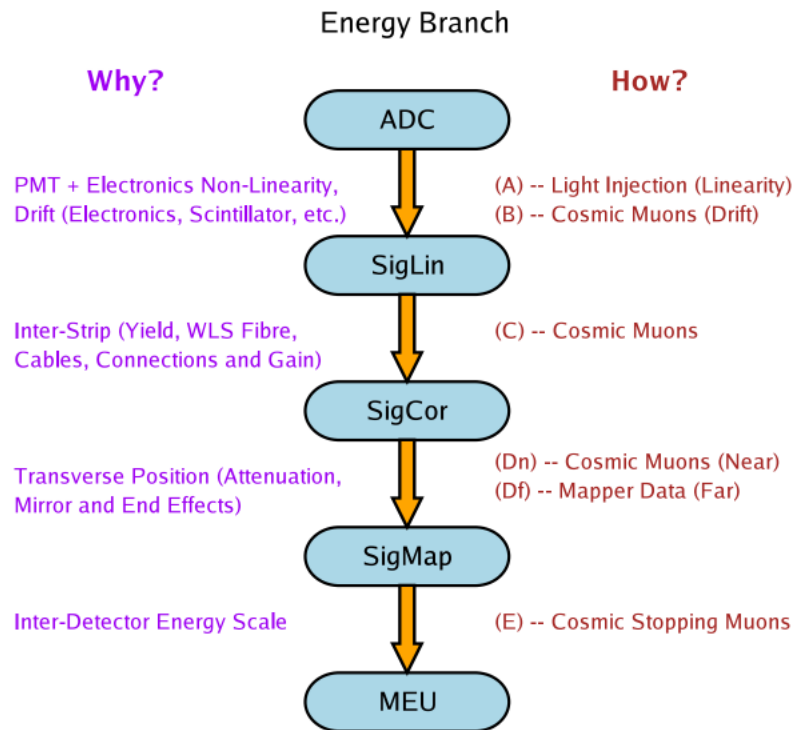 Energy Branch
Why?
How?
ADC
PMT + Electronics Non-Linearity,
Drift (Electronics, Scintillator, etc.)
(A) -- Light Injection (Linearity)
(B) -- Cosmic Muons (Drift)
SigLin
Inter-Strip (Yield, WLS Fibre,
Cables, Connections and Gain)
(C) -- Cosmic Muons
SigCor
Transverse Position (Attenuation,
Mirror and End Effects)
(Dn) -- Cosmic Muons (Near)
(Df) -- Mapper Data (Far)
SigMap
Inter-Detector Energy Scale
(E) -- Cosmic Stopping Muons
MEU